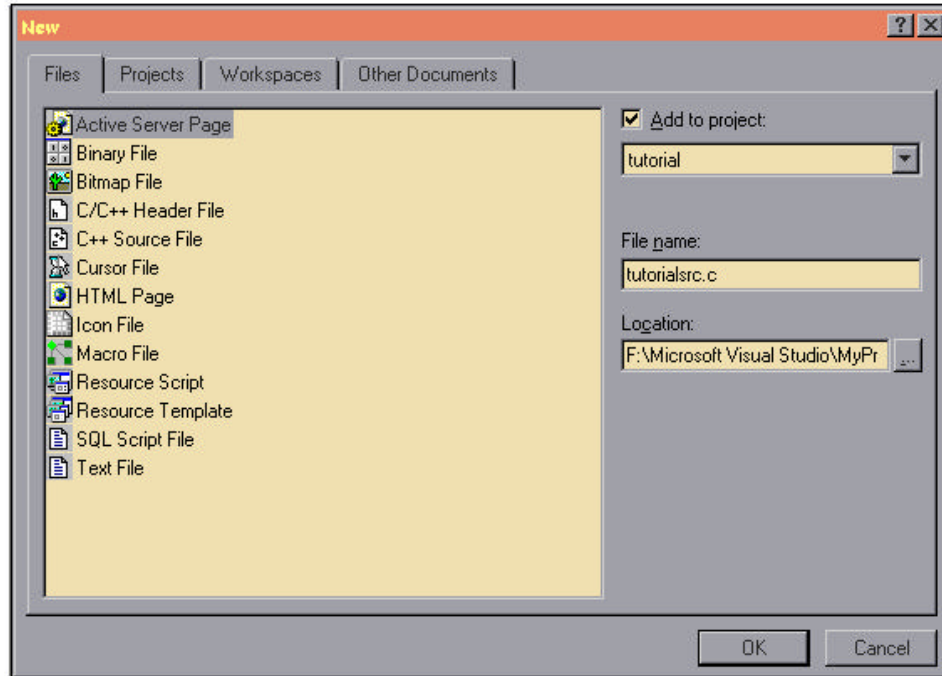 New
Files Projects Workspaces Other Documents
Active Server Page
Binary File
Bitmap File
C/C++ Header File
C++ Source File
Cursor File
HTML Page
Icon File
Macro File
Resource Script
Resource Template
SQL Script File
Text File
Add to project:
tutorial
File name:
tutorialsrc.c
Location:
F:\Microsoft Visual Studio\MyPr ...
OK Cancel